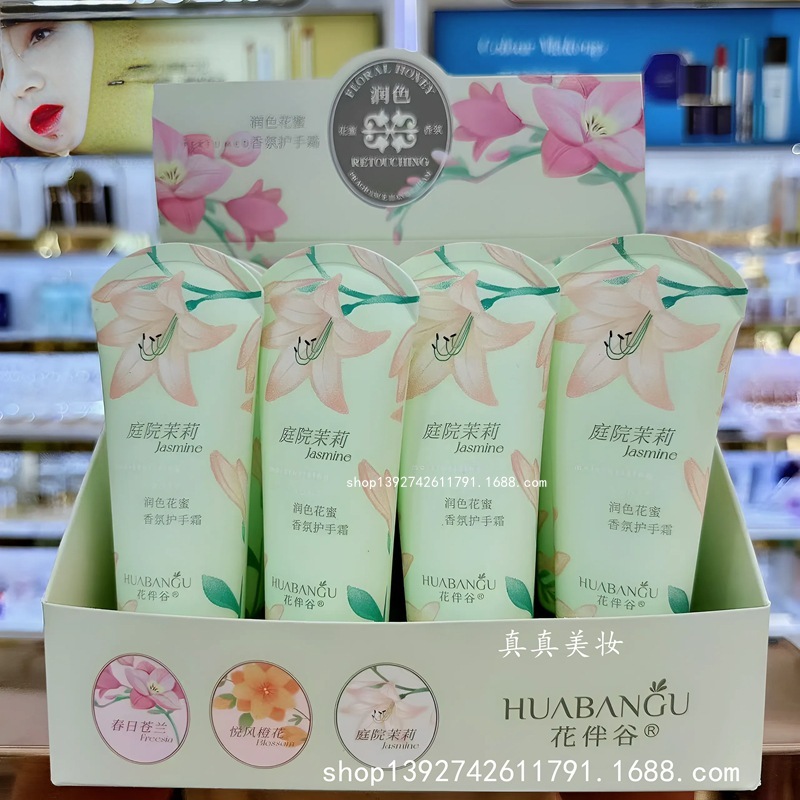 Colour Makeup
FLORAL HONEY
润色
花蜜 香氛
RETOUCHING
润色花蜜
香氛护手霜
庭院茉莉
Jasmine
润色花蜜
香氛护手霜
HUABANGU
花伴谷®
庭院茉莉
Jasmine
润色花蜜
香氛护手霜
HUABANGU
花伴谷®
庭院茉莉
Jasmine
润色花蜜
香氛护手霜
HUABANGU
花伴谷®
庭院茉莉
Jasmine
润色花蜜
香氛护手霜
HUABANGU
花伴谷®
shop1392742611791.1688.com
真真美妆
春日苍兰
Freesia
悦风橙花
Blossom
庭院茉莉
Jasmine
HUABANGU
花伴谷®
shop1392742611791.1688.com